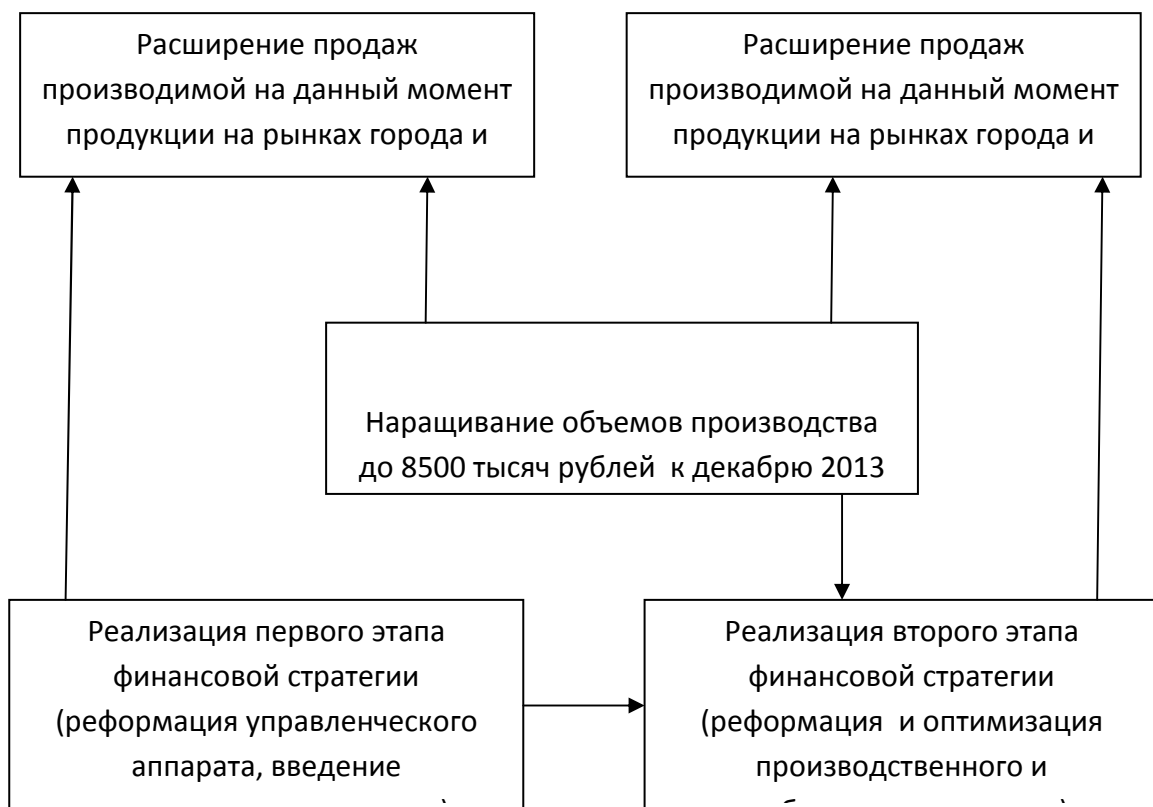 Расширение продаж
производимой на данный момент
продукции на рынках города и
Расширение продаж
производимой на данный момент
продукции на рынках города и
Наращивание объемов производства
до 8500 тысяч рублей к декабрю 2013
Реализация первого этапа
финансовой стратегии
(реформация управленческого
аппарата, введение
Реализация второго этапа
финансовой стратегии
(реформация и оптимизация
производственного и